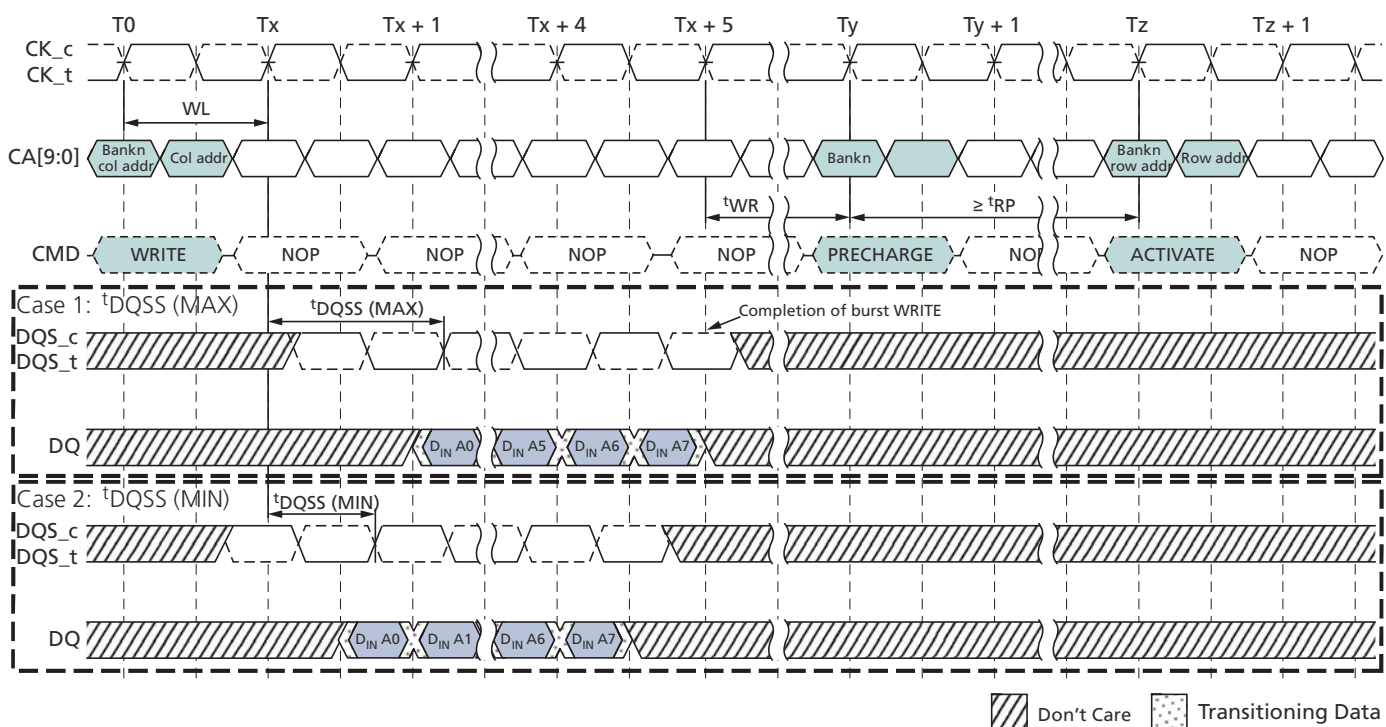 T0 Tx Tx + 1 Tx + 4 Tx + 5 Ty Ty + 1 Tz Tz + 1
CK_c
CK_t
WL
CA[9:0] Bankn col addr Col addr Bankn Bankn row addr Row addr
tWR ≥ tRP
CMD WRITE NOP NOP NOP NOP PRECHARGE NOP ACTIVATE NOP
Case 1: tDQSS (MAX)
tDQSS (MAX)
Completion of burst WRITE
DQS_c
DQS_t
DQ DIN A0 DIN A5 DIN A6 DIN A7
Case 2: tDQSS (MIN)
tDQSS (MIN)
DQS_c
DQS_t
DQ DIN A0 DIN A1 DIN A6 DIN A7
Don't Care Transitioning Data